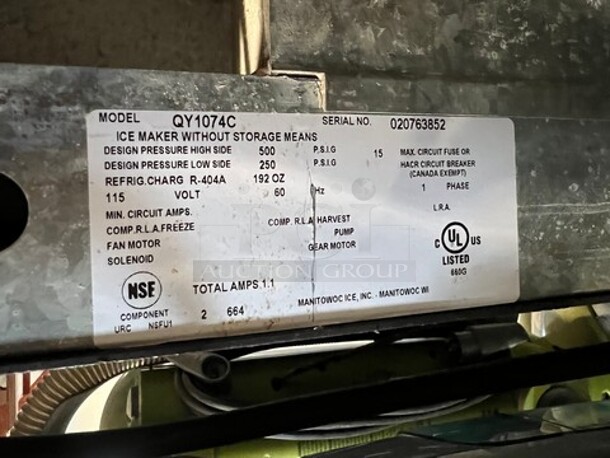 MODEL QY1074C SERIAL NO. 020763852
ICE MAKER WITHOUT STORAGE MEANS
DESIGN PRESSURE HIGH SIDE 500 P.S.I.G 15 MAX. CIRCUIT FUSE OR
DESIGN PRESSURE LOW SIDE 250 P.S.I.G HACR CIRCUIT BREAKER
(CANADA EXEMPT)
REFRIG.CHARG R-404A 192 OZ
115 VOLT 60 Hz 1 PHASE
MIN. CIRCUIT AMPS. L.R.A.
COMP.R.L.A.FREEZE COMP. R.L.A. HARVEST
FAN MOTOR PUMP
SOLENOID GEAR MOTOR
C UL US
LISTED
660G
AUCTION GROUP
NSF
TOTAL AMPS 1.1
COMPONENT 2 664 MANITOWOC ICE, INC. - MANITOWOC WI
URC NSFU1